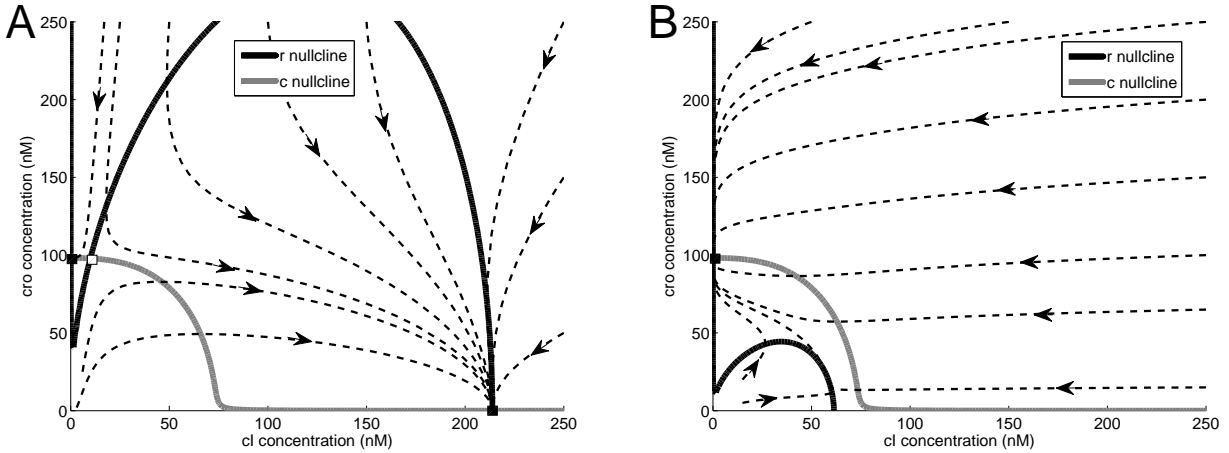 A
250
200
150
100
50
0
cro concentration (nM)
r nullcline
c nullcline
0 50 100 150 200 250
cI concentration (nM)
B
250
200
150
100
50
0
cro concentration (nM)
r nullcline
c nullcline
0 50 100 150 200 250
cI concentration (nM)